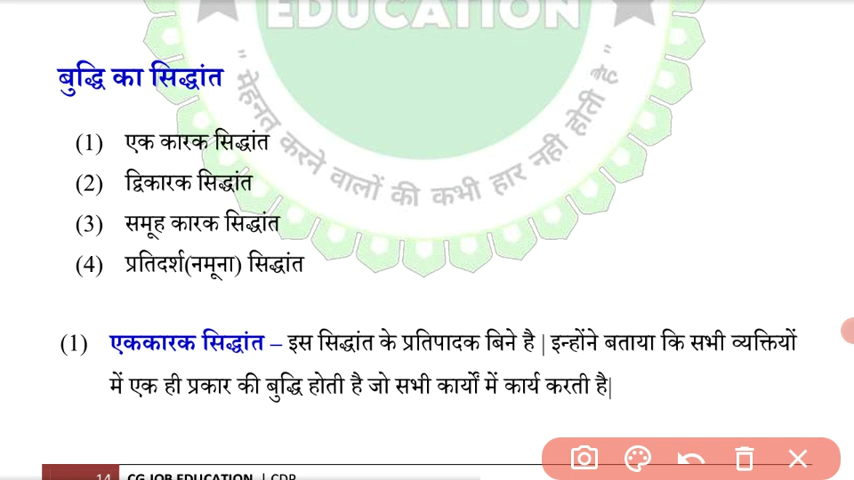 EDUCATION
" मेहनत करने वालों की कभी हार नही होती है "
बुद्धि का सिद्धांत
(1) एक कारक सिद्धांत
(2) द्विकारक सिद्धांत
(3) समूह कारक सिद्धांत
(4) प्रतिदर्श(नमूना) सिद्धांत
(1) एककारक सिद्धांत – इस सिद्धांत के प्रतिपादक बिने है | इन्होंने बताया कि सभी व्यक्तियों
में एक ही प्रकार की बुद्धि होती है जो सभी कार्यों में कार्य करती है|
14 CG JOB EDUCATION | CDP